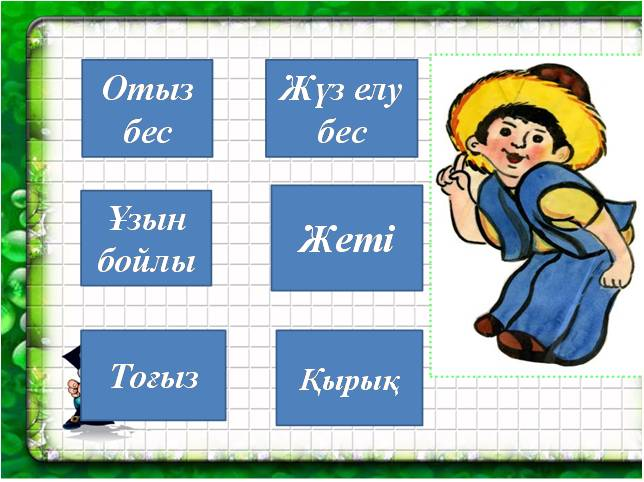 Отыз
бес
Жүз елу
бес
Ұзын
бойлы
Жеті
Тоғыз
Қырық